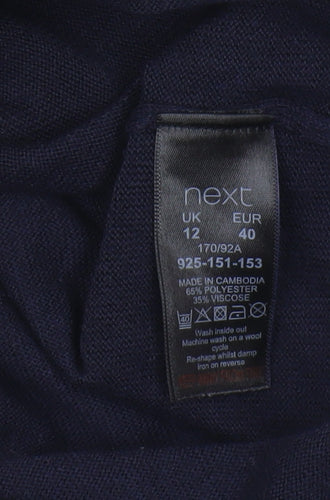 next
UK EUR
12 40
170/92A
925-151-153
MADE IN CAMBODIA
65% POLYESTER
35% VISCOSE
40
Wash inside out
Machine wash on a wool
cycle
Re-shape whilst damp
Iron on reverse